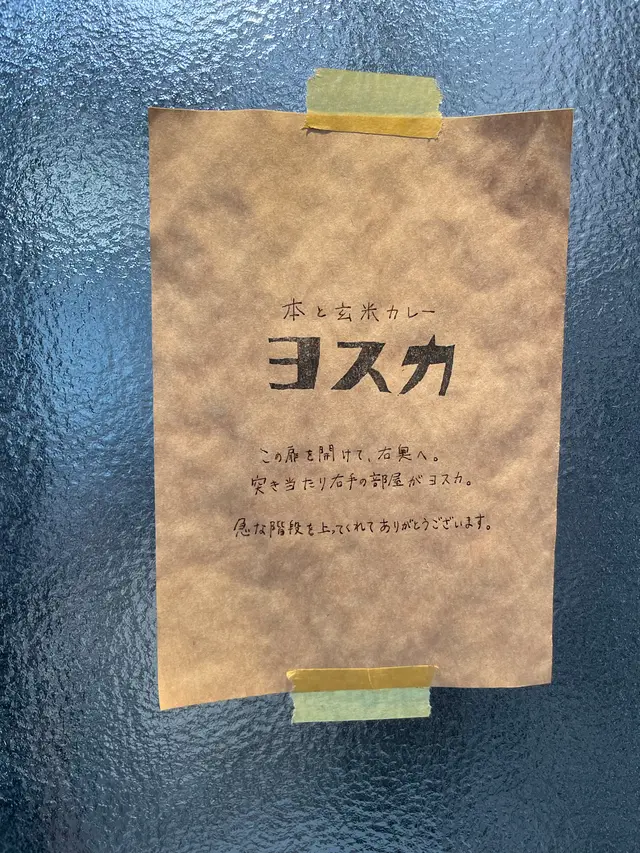 本と玄米カレー
ヨスカ
この扉を開けて、右奥へ。
突き当たり右手の部屋がヨスカ。
急な階段を上ってくれてありがとうございます。